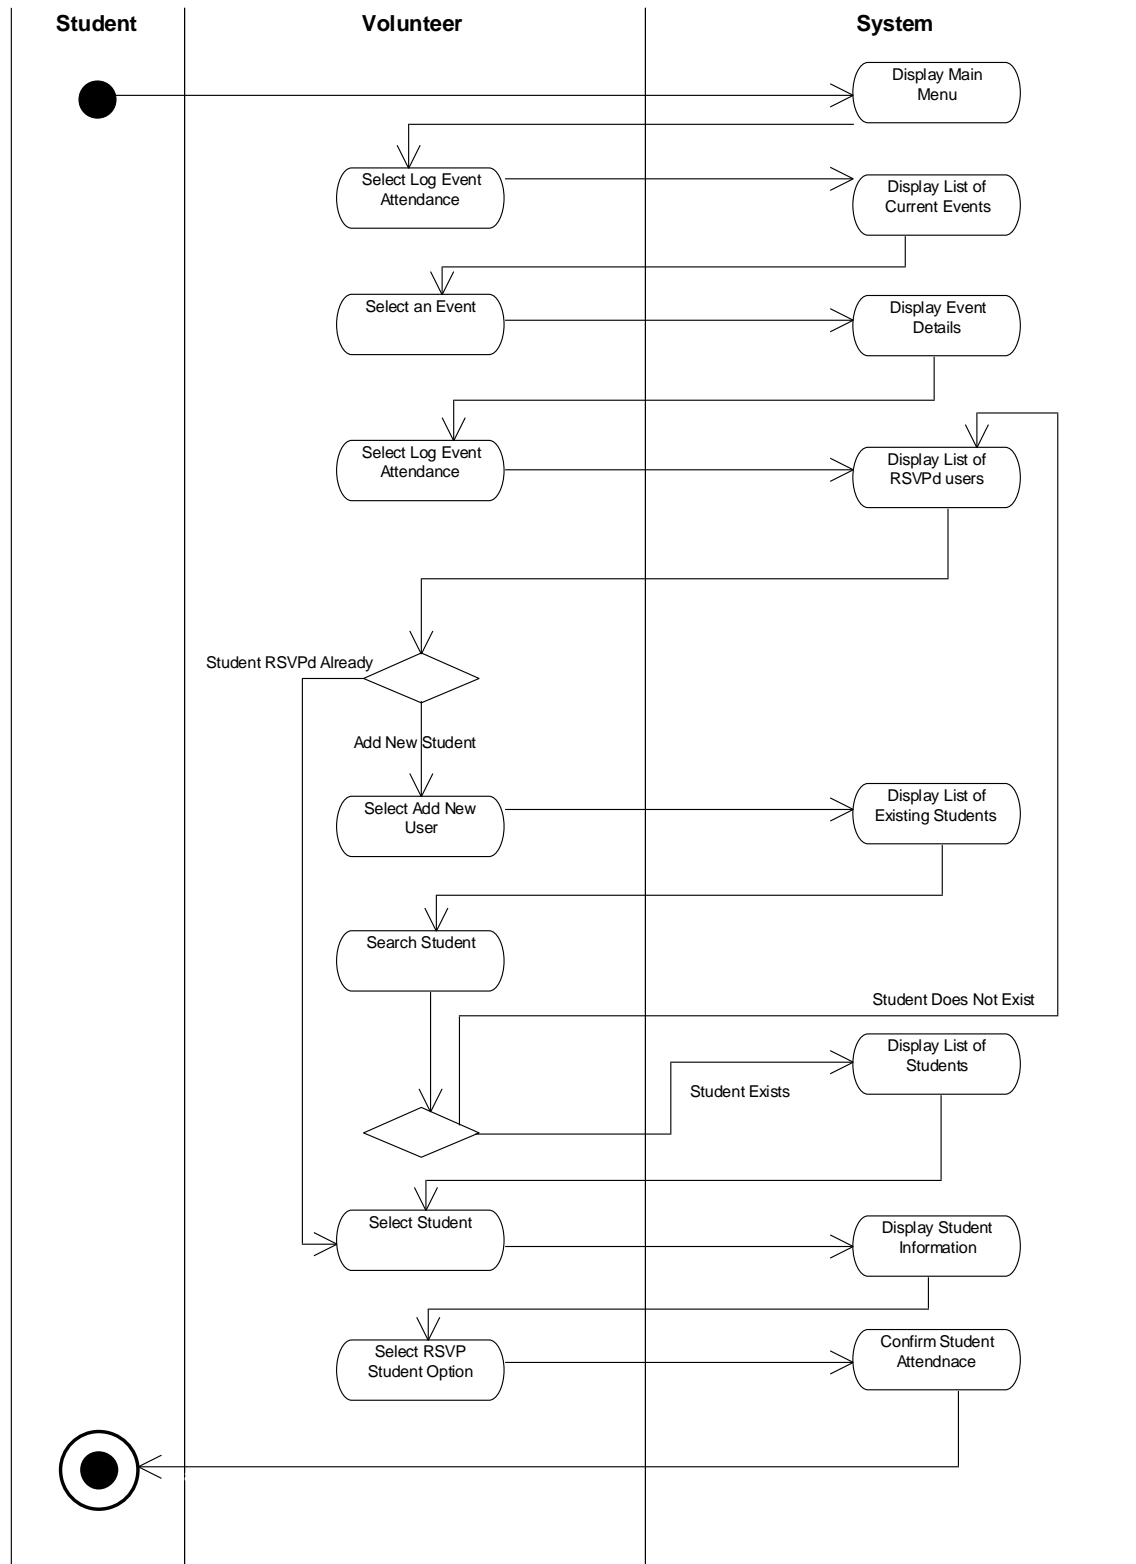 Student
Volunteer
System
Display Main
Menu
Select Log Event
Attendance
Display List of
Current Events
Select an Event
Display Event
Details
Select Log Event
Attendance
Display List of
RSVPd users
Student RSVPd Already
Add New Student
Select Add New
User
Display List of
Existing Students
Search Student
Student Does Not Exist
Display List of
Students
Student Exists
Select Student
Display Student
Information
Select RSVP
Student Option
Confirm Student
Attendnace